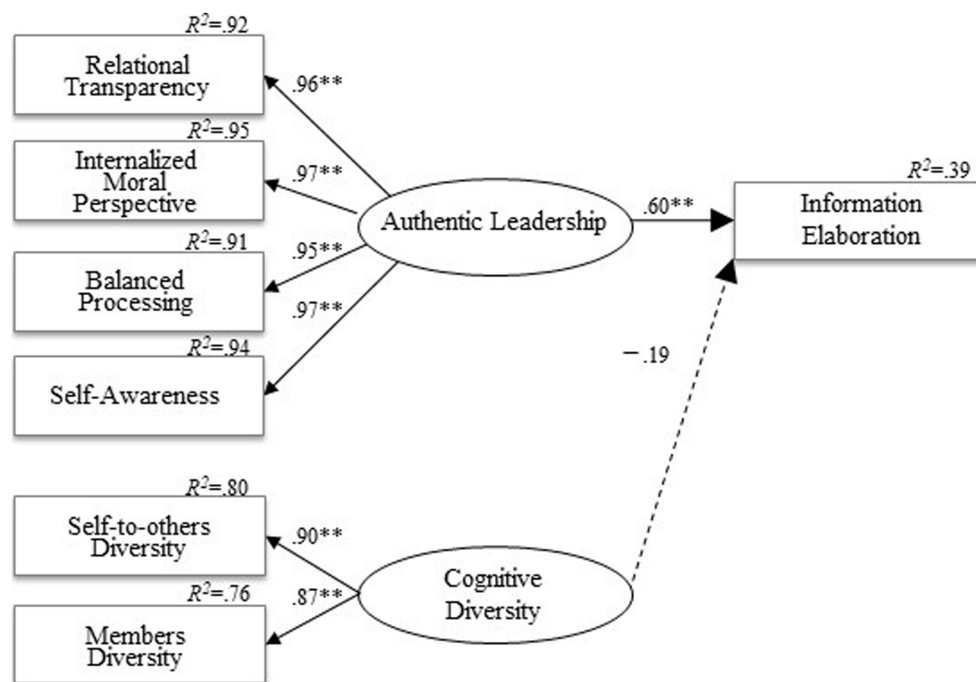 R²=.92
Relational
Transparency
.96**
R²=.95
Internalized
Moral
Perspective
.97**
R²=.91
Balanced
Processing
.95**
R²=.94
Self-Awareness
.97**
Authentic Leadership
.60**
R²=.39
Information
Elaboration
−.19
R²=.80
Self-to-others
Diversity
.90**
R²=.76
Members
Diversity
.87**
Cognitive
Diversity